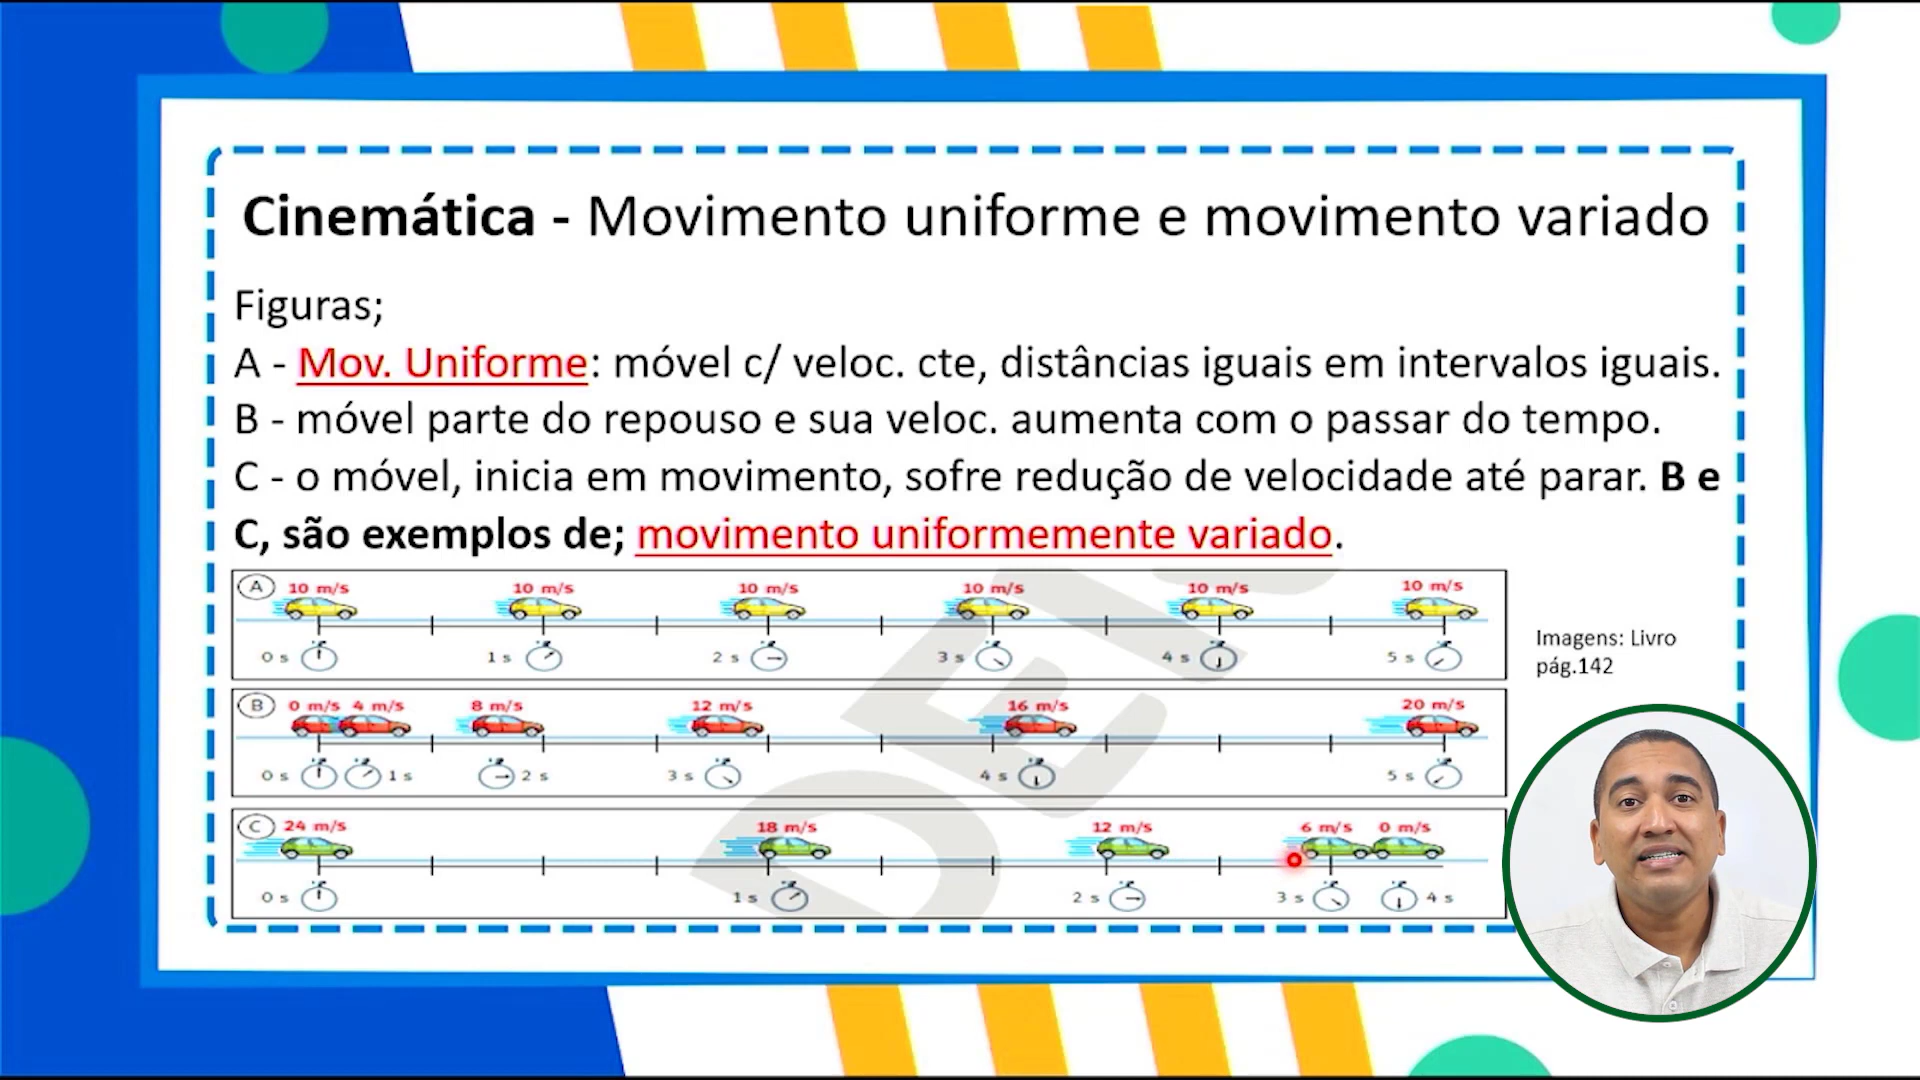 Cinemática - Movimento uniforme e movimento variado
Figuras;
A - Mov. Uniforme: móvel c/ veloc. cte, distâncias iguais em intervalos iguais.
B - móvel parte do repouso e sua veloc. aumenta com o passar do tempo.
C - o móvel, inicia em movimento, sofre redução de velocidade até parar. B e
C, são exemplos de; movimento uniformemente variado.
A 10 m/s 10 m/s 10 m/s 10 m/s 10 m/s 10 m/s
0 s 1 s 2 s 3 s 4 s 5 s
Imagens: Livro
pág.142
B 0 m/s 4 m/s 8 m/s 12 m/s 16 m/s 20 m/s
0 s 1 s 2 s 3 s 4 s 5 s
C 24 m/s 18 m/s 12 m/s 6 m/s 0 m/s
0 s 1 s 2 s 3 s 4 s